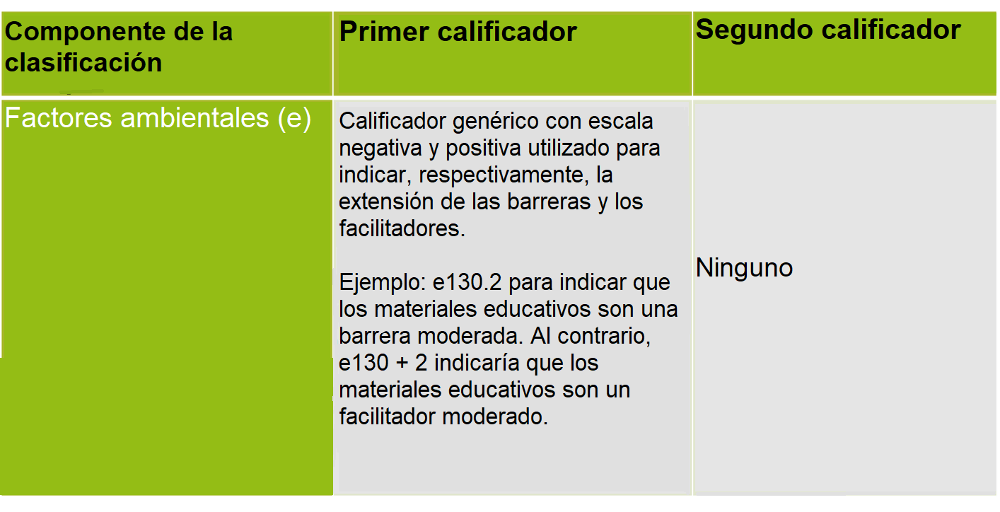 Componente de la
clasificación
Primer calificador
Segundo calificador
Factores ambientales (e)
Calificador genérico con escala
negativa y positiva utilizado para
indicar, respectivamente, la
extensión de las barreras y los
facilitadores.
Ejemplo: e130.2 para indicar que
los materiales educativos son una
barrera moderada. Al contrario,
e130 + 2 indicaría que los
materiales educativos son un
facilitador moderado.
Ninguno